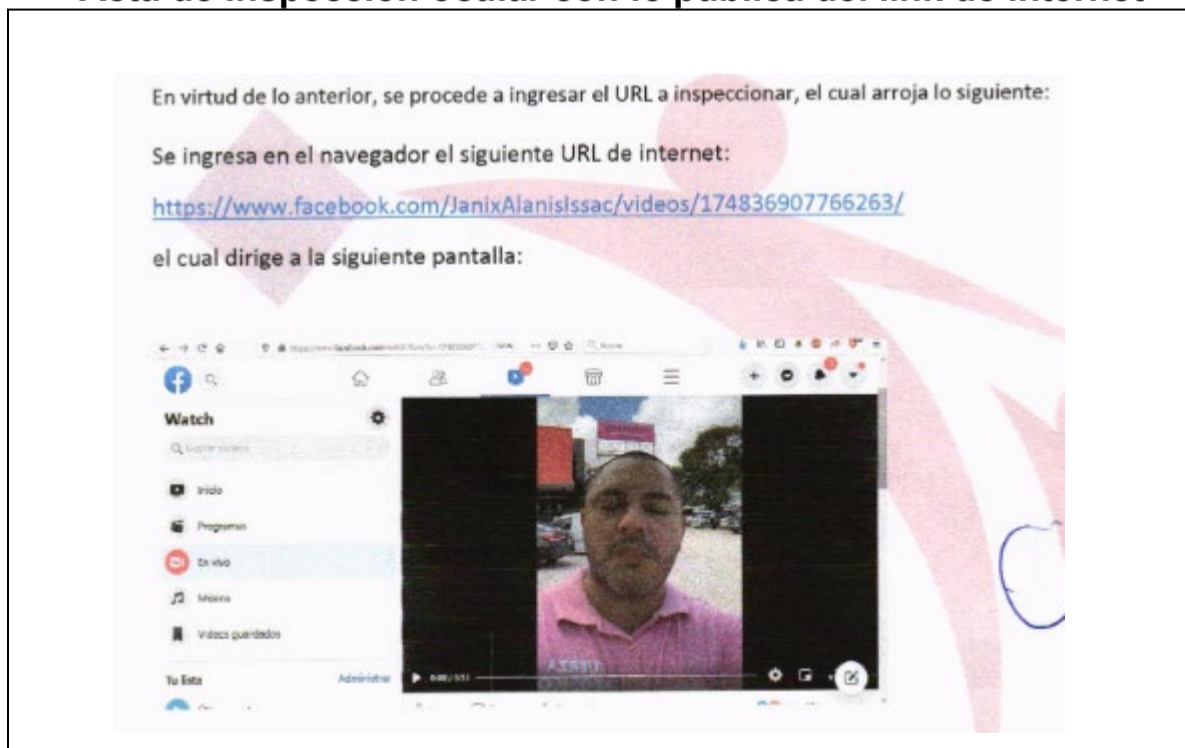 Acta de inspección ocular con fe pública del link de internet
En virtud de lo anterior, se procede a ingresar el URL a inspeccionar, el cual arroja lo siguiente:
Se ingresa en el navegador el siguiente URL de internet:
https://www.facebook.com/JanixAlanisIssac/videos/174836907766263/
el cual dirige a la siguiente pantalla:
Watch
Inicio
Programas
En vivo
Música
Videos guardados
Tu lista Administrar